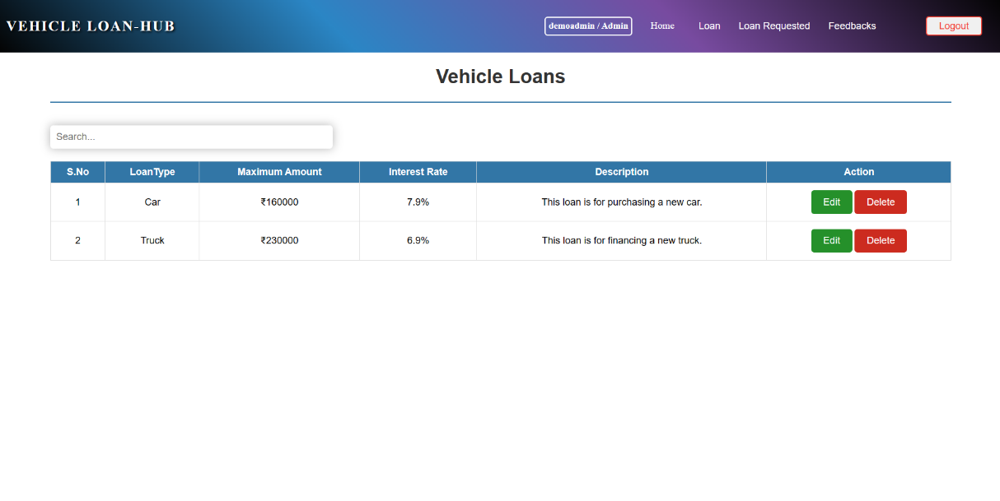 VEHICLE LOAN-HUB demoadmin / Admin Home Loan Loan Requested Feedbacks Logout
Vehicle Loans
Search...
S.No LoanType Maximum Amount Interest Rate Description Action
1 Car ₹160000 7.9% This loan is for purchasing a new car. Edit Delete
2 Truck ₹230000 6.9% This loan is for financing a new truck. Edit Delete